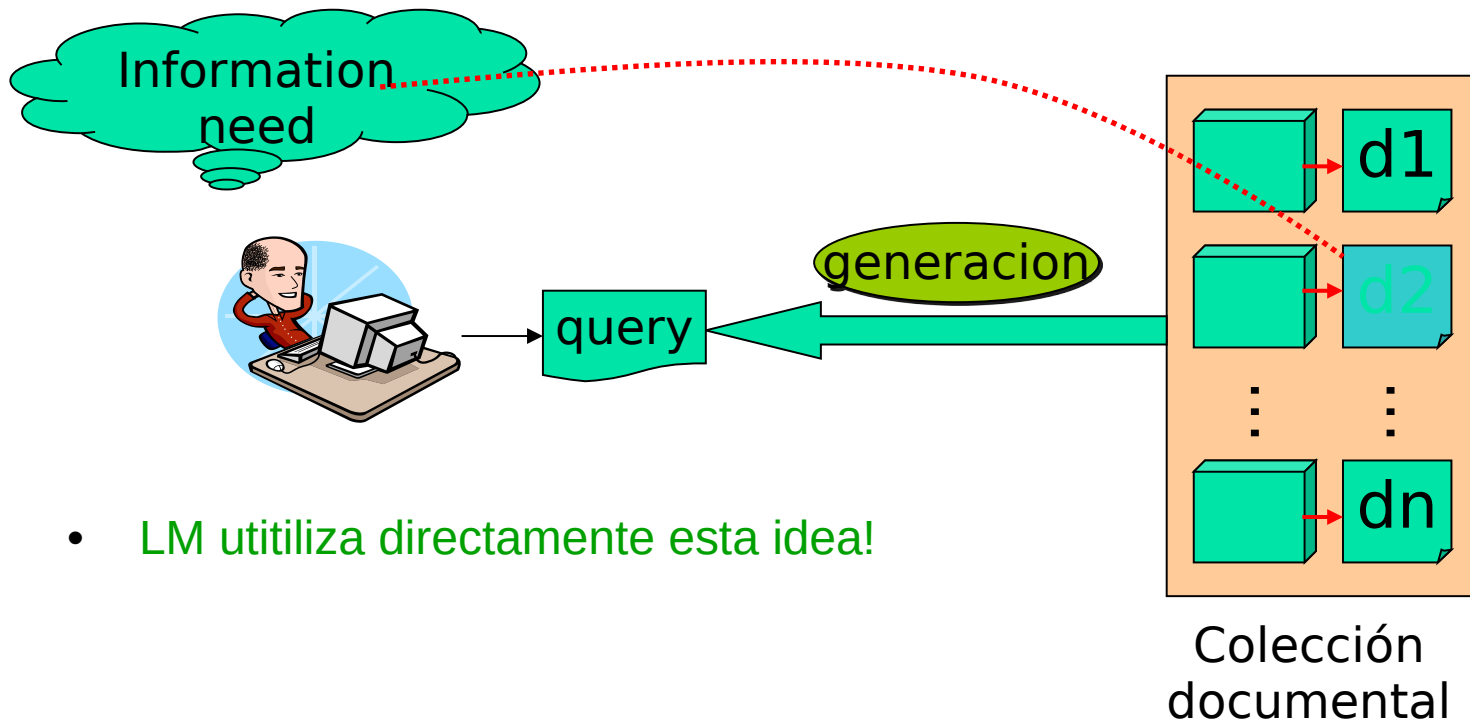 Information
need
d1
generacion
d2
query
⋮ ⋮
dn
• LM utitiliza directamente esta idea!
Colección
documental